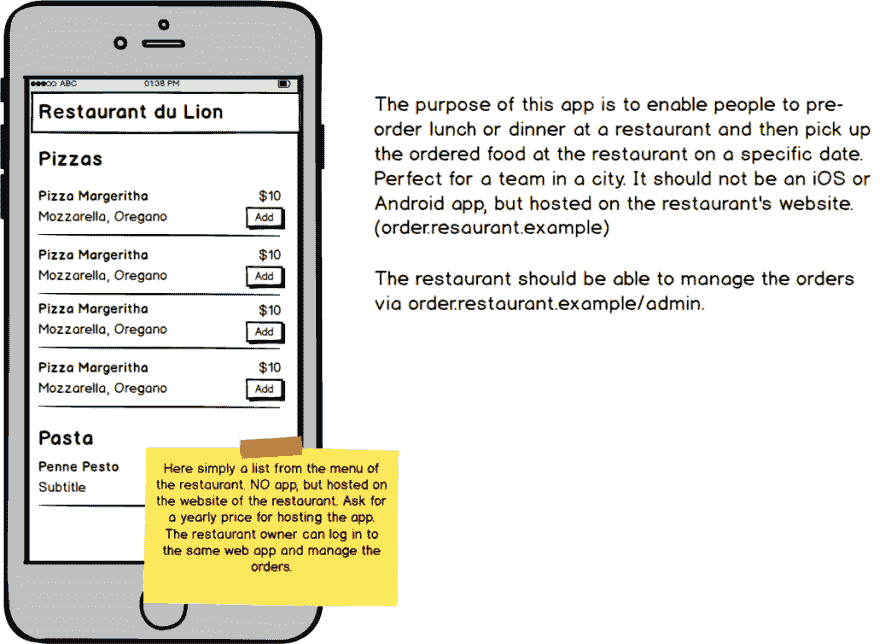 ABC 01:38 PM
Restaurant du Lion
Pizzas
Pizza Margeritha $10
Mozzarella, Oregano Add
Pizza Margeritha $10
Mozzarella, Oregano Add
Pizza Margeritha $10
Mozzarella, Oregano Add
Pizza Margeritha $10
Mozzarella, Oregano Add
Pasta
Penne Pesto
Subtitle
Here simply a list from the menu of
the restaurant. NO app, but hosted on
the website of the restaurant. Ask for
a yearly price for hosting the app.
The restaurant owner can log in to
the same web app and manage the
orders.
The purpose of this app is to enable people to pre-
order lunch or dinner at a restaurant and then pick up
the ordered food at the restaurant on a specific date.
Perfect for a team in a city. It should not be an iOS or
Android app, but hosted on the restaurant's website.
(order.resaurant.example)
The restaurant should be able to manage the orders
via order.restaurant.example/admin.